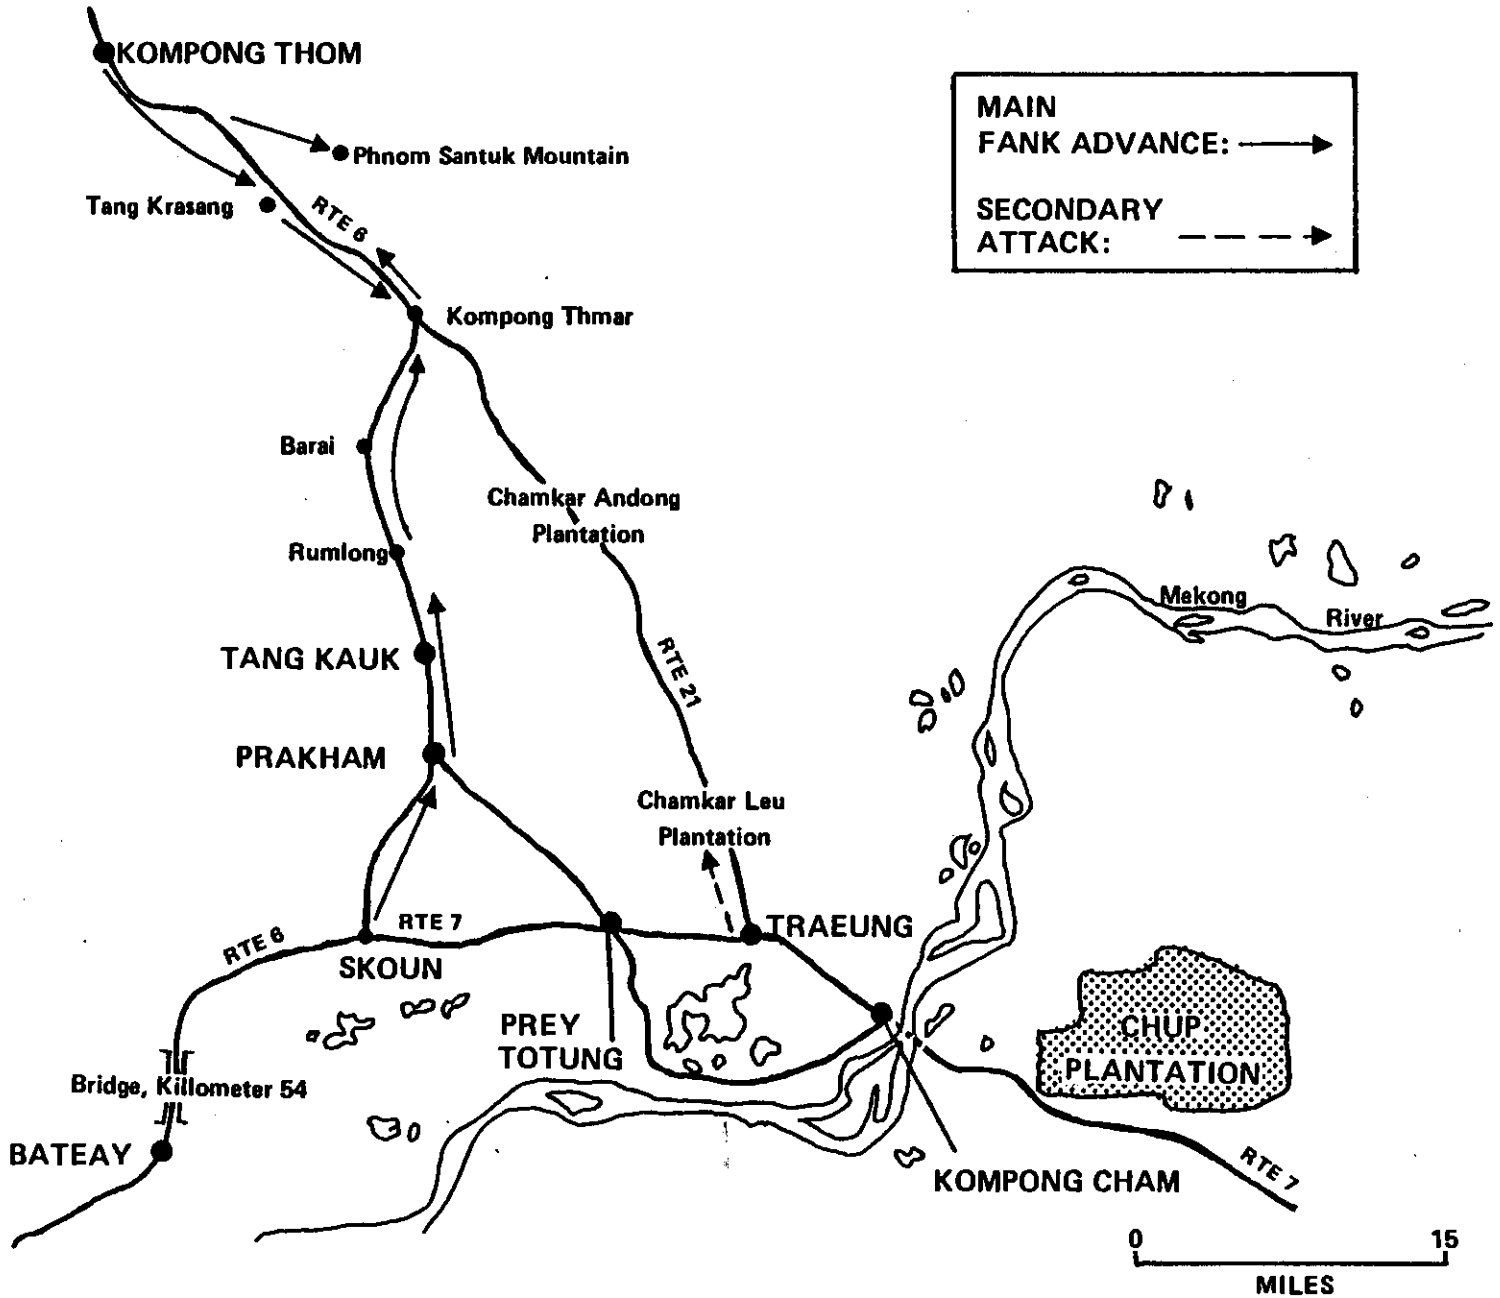 KOMPONG THOM
MAIN
FANK ADVANCE:
SECONDARY
ATTACK:
Phnom Santuk Mountain
Tang Krasang
RTE 6
Kompong Thmar
Barai
Chamkar Andong
Plantation
Rumlong
Mekong
River
TANG KAUK
RTE 21
PRAKHAM
Chamkar Leu
Plantation
RTE 7
TRAEUNG
RTE 6
SKOUN
PREY
TOTUNG
CHUP
PLANTATION
Bridge, Killometer 54
BATEAY
RTE 7
KOMPONG CHAM
0 15
MILES